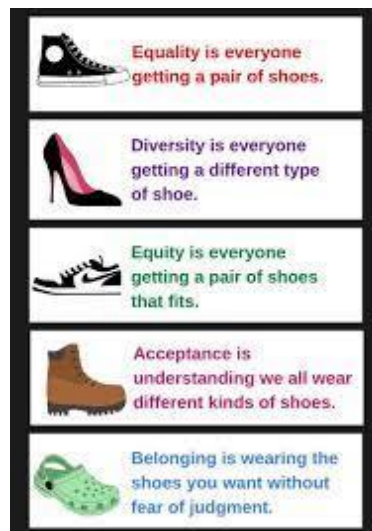 Equality is everyone
getting a pair of shoes.
Diversity is everyone
getting a different type
of shoe.
Equity is everyone
getting a pair of shoes
that fits.
Acceptance is
understanding we all wear
different kinds of shoes.
Belonging is wearing the
shoes you want without
fear of judgment.